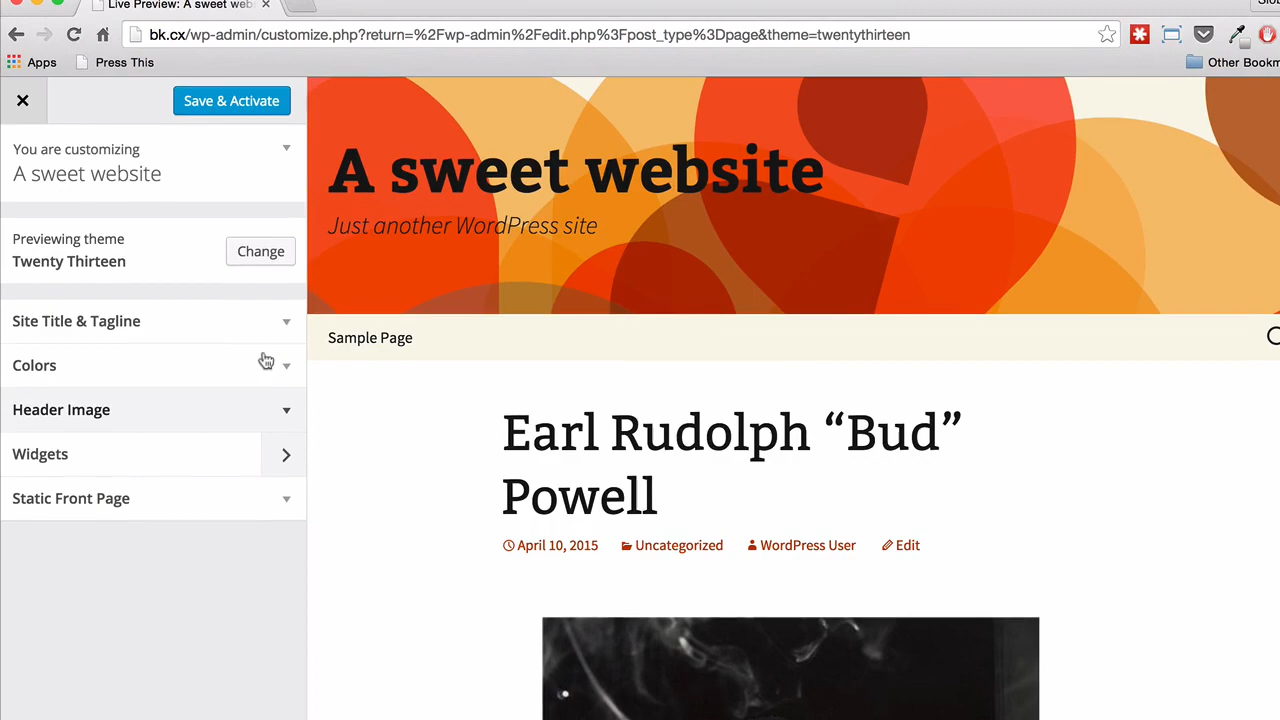 Live Preview: A sweet web
bk.cx/wp-admin/customize.php?return=%2Fwp-admin%2Fedit.php%3Fpost_type%3Dpage&theme=twentythirteen
Apps
Press This
Other Bookm
Save & Activate
You are customizing
A sweet website
Previewing theme
Twenty Thirteen
Change
Site Title & Tagline
Colors
Header Image
Widgets
Static Front Page
A sweet website
Just another WordPress site
Sample Page
Earl Rudolph “Bud”
Powell
April 10, 2015 Uncategorized WordPress User Edit